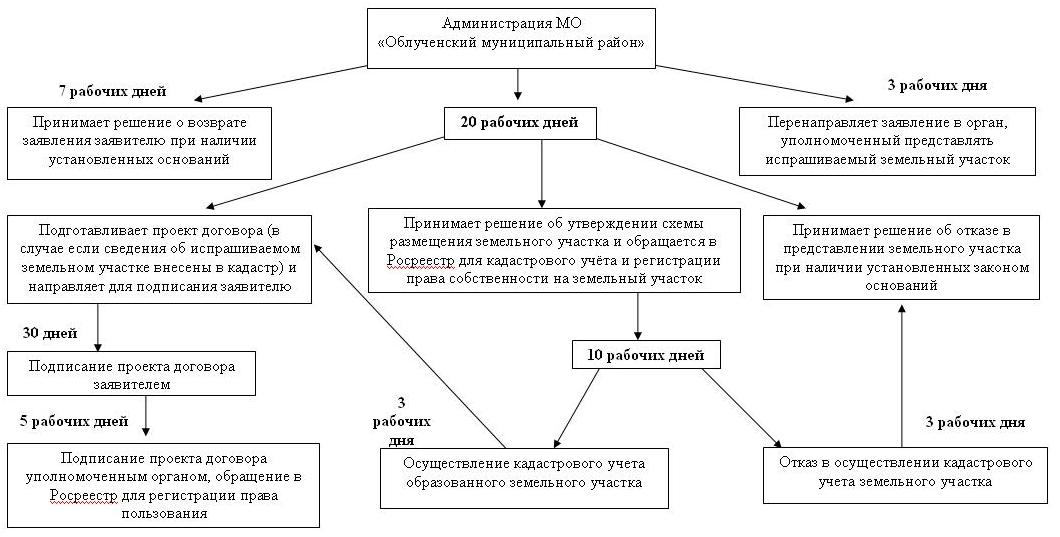 Администрация МО
«Облученский муниципальный район»
7 рабочих дней
3 рабочих дня
Принимает решение о возврате
заявления заявителю при наличии
установленных оснований
20 рабочих дней
Перенаправляет заявление в орган,
уполномоченный представлять
испрашиваемый земельный участок
Подготавливает проект договора (в
случае если сведения об испрашиваемом
земельном участке внесены в кадастр) и
направляет для подписания заявителю
Принимает решение об утверждении схемы
размещения земельного участка и обращается в
Росреестр для кадастрового учёта и регистрации
права собственности на земельный участок
Принимает решение об отказе в
представлении земельного участка
при наличии установленных законом
оснований
30 дней
10 рабочих дней
Подписание проекта договора
заявителем
5 рабочих дней
3
рабочих
дня
3 рабочих дня
Подписание проекта договора
уполномоченным органом, обращение в
Росреестр для регистрации права
пользования
Осуществление кадастрового учета
образованного земельного участка
Отказ в осуществлении кадастрового
учета земельного участка